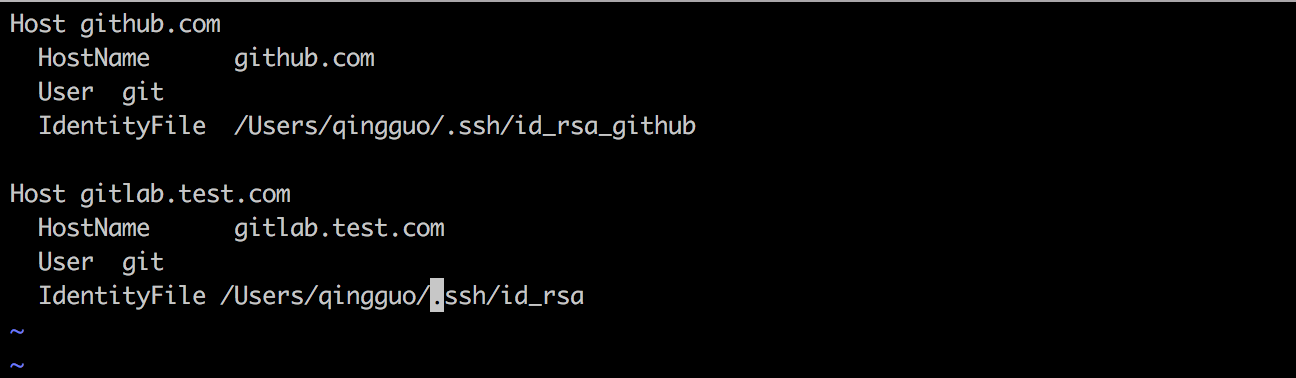 Host github.com
  HostName      github.com
  User  git
  IdentityFile  /Users/qingguo/.ssh/id_rsa_github

Host gitlab.test.com
  HostName      gitlab.test.com
  User  git
  IdentityFile /Users/qingguo/.ssh/id_rsa
~
~